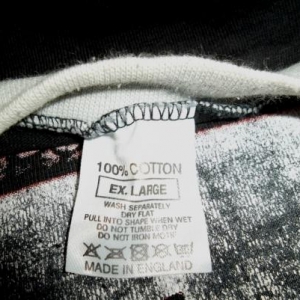 100% COTTON
EX. LARGE
WASH SEPARATELY
DRY FLAT
PULL INTO SHAPE WHEN WET
DO NOT TUMBLE DRY
DO NOT IRON MOTIF
MADE IN ENGLAND